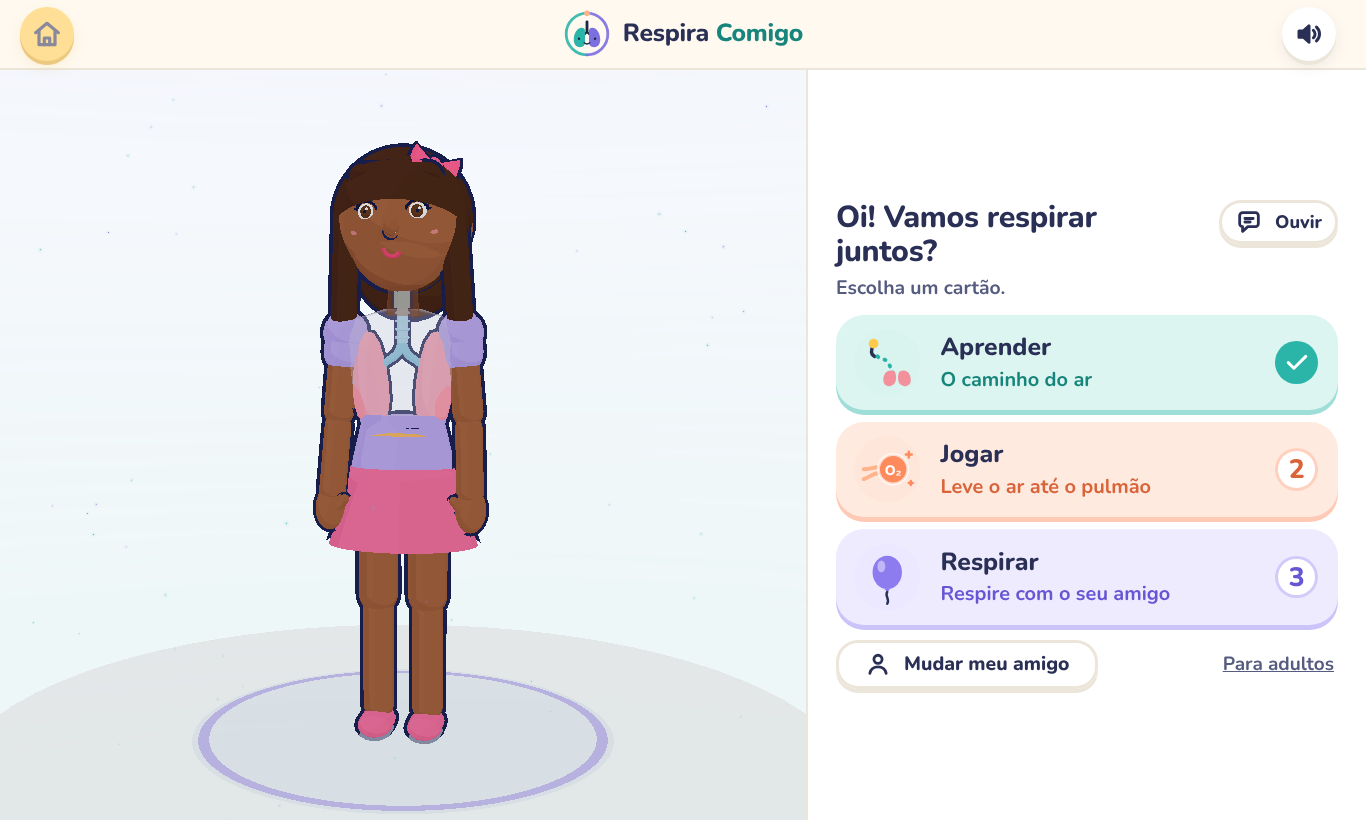 Respira Comigo
Oi! Vamos respirar
juntos?
Ouvir
Escolha um cartão.
Aprender
O caminho do ar
O₂
Jogar
Leve o ar até o pulmão
2
Respirar
Respire com o seu amigo
3
Mudar meu amigo
Para adultos